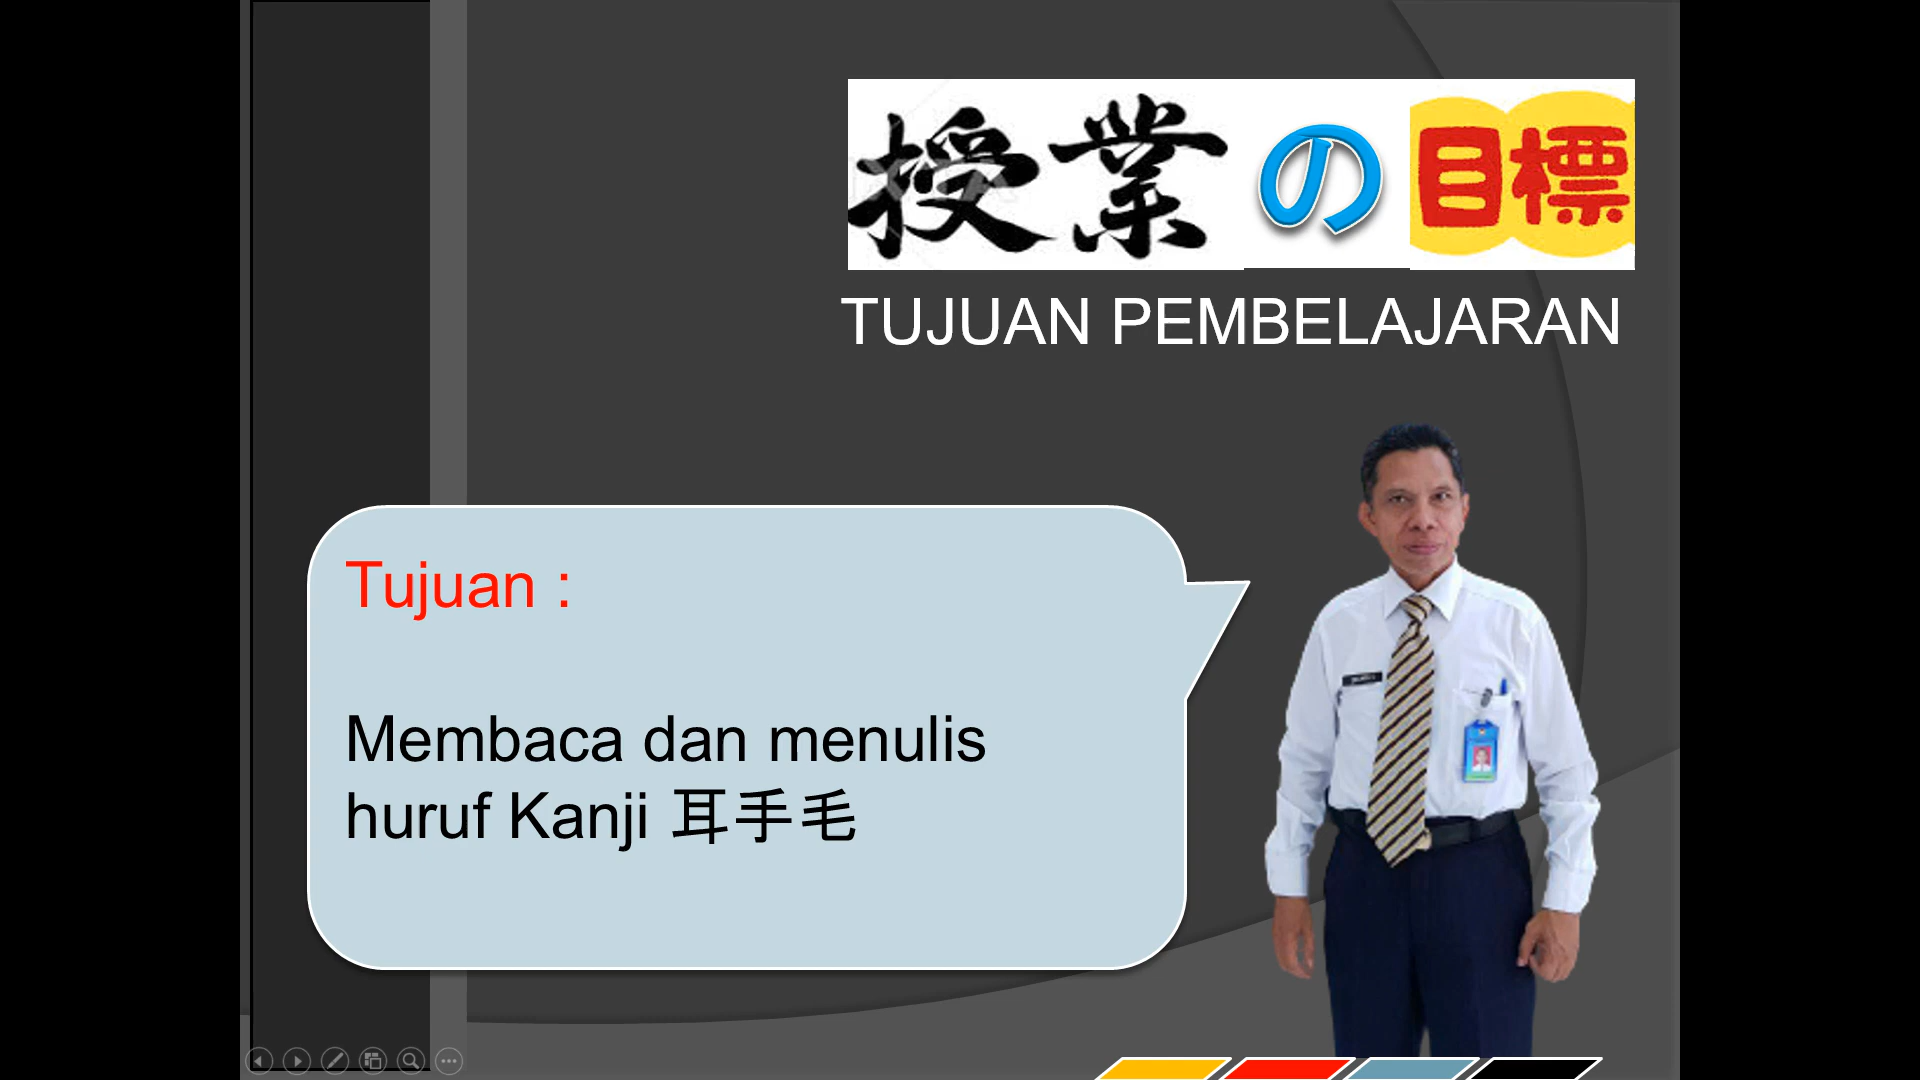 授業の目標
TUJUAN PEMBELAJARAN
Tujuan :
Membaca dan menulis
huruf Kanji 耳手毛